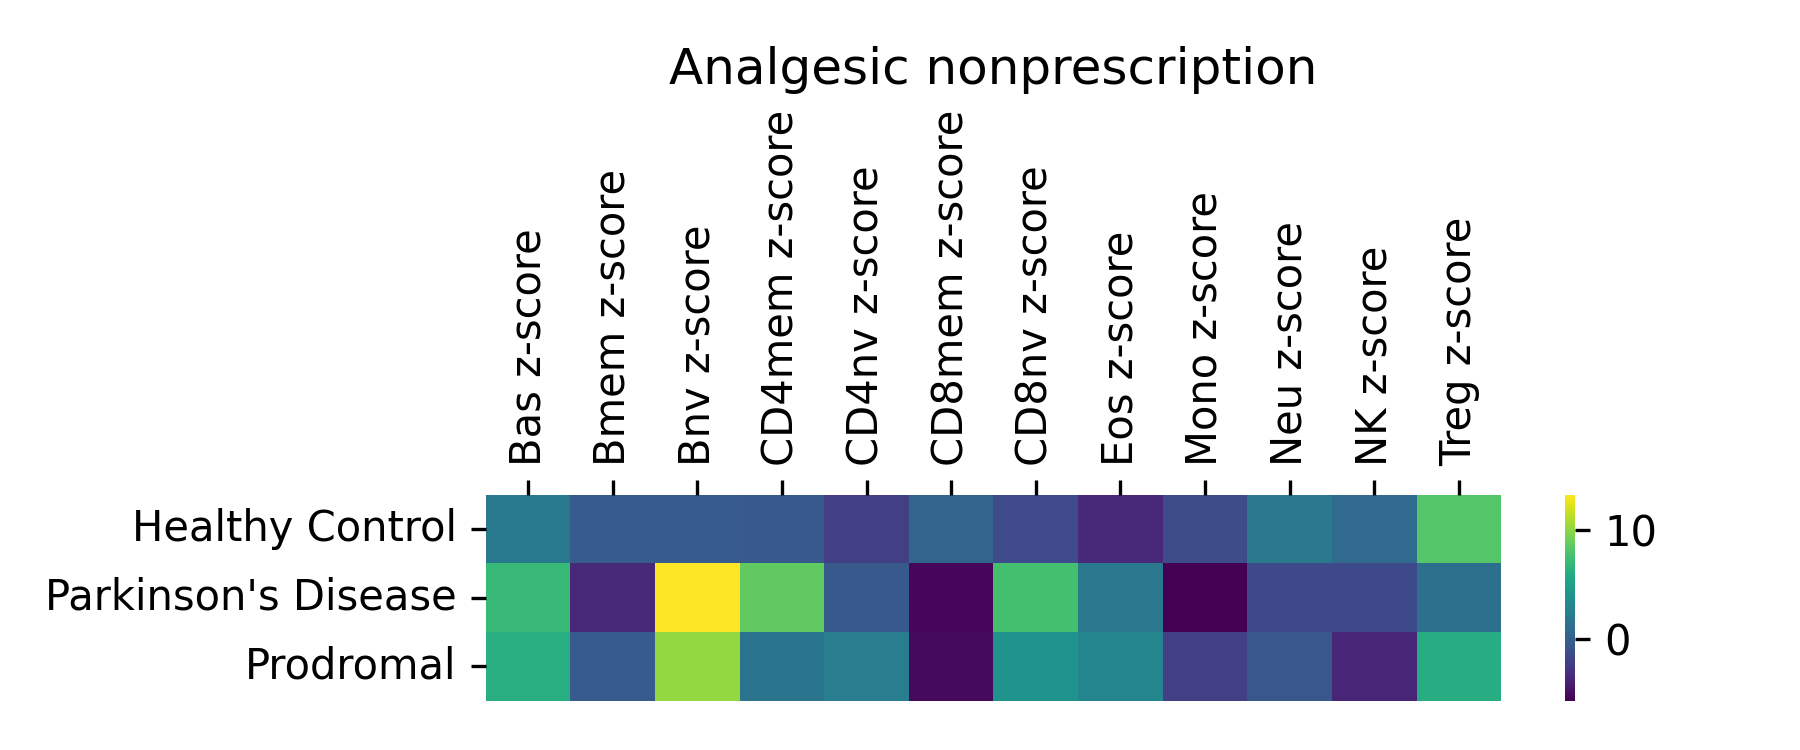 Analgesic nonprescription
Bas z-score
Bmem z-score
Bnv z-score
CD4mem z-score
CD4nv z-score
CD8mem z-score
CD8nv z-score
Eos z-score
Mono z-score
Neu z-score
NK z-score
Treg z-score
Healthy Control
Parkinson's Disease
Prodromal
10
0